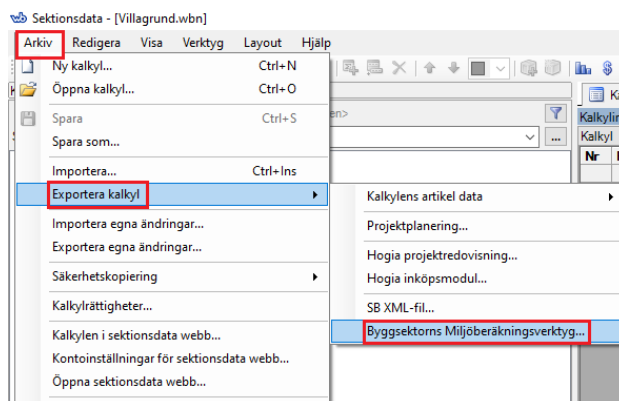 Sektionsdata - [Villagrund.wbn]
Arkiv Redigera Visa Verktyg Layout Hjälp
Ny kalkyl... Ctrl+N
Öppna kalkyl... Ctrl+O
Spara Ctrl+S
Spara som...
Importera... Ctrl+Ins
Exportera kalkyl
Importera egna ändringar...
Exportera egna ändringar...
Säkerhetskopiering
Kalkylrättigheter...
Kalkylen i sektionsdata webb...
Kontoinställningar för sektionsdata webb...
Öppna sektionsdata webb...
Kalkylens artikel data
Projektplanering...
Hogia projektredovisning...
Hogia inköpsmodul...
SB XML-fil...
Byggsektorns Miljöberäkningsverktyg...
Kalkyl
Nr